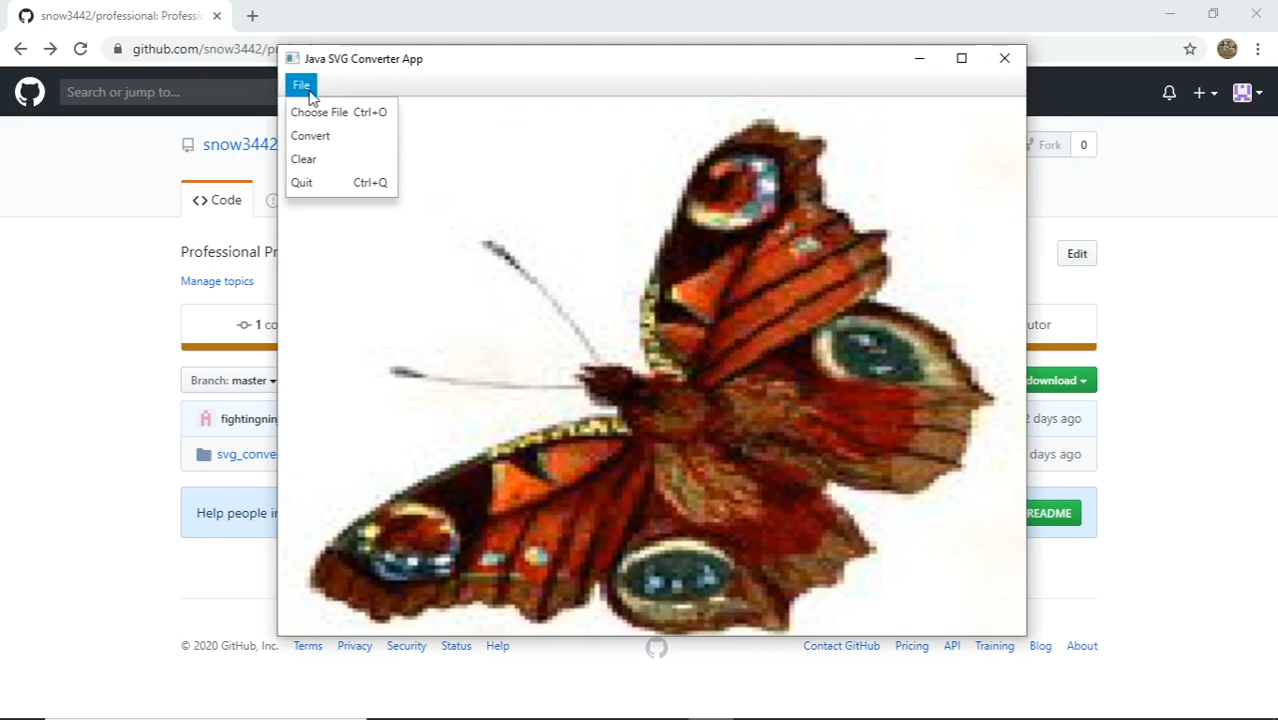 snow3442/professional: Professi
github.com/snow3442/p
Java SVG Converter App
File
Search or jump to...
Choose File Ctrl+O
Convert
Clear
Quit Ctrl+Q
snow3442
Fork 0
Code
Professional Pr
Edit
Manage topics
1 co
utor
Branch: master
download
fightingnin
2 days ago
svg_conve
days ago
Help people in
README
© 2020 GitHub, Inc. Terms Privacy Security Status Help
Contact GitHub Pricing API Training Blog About